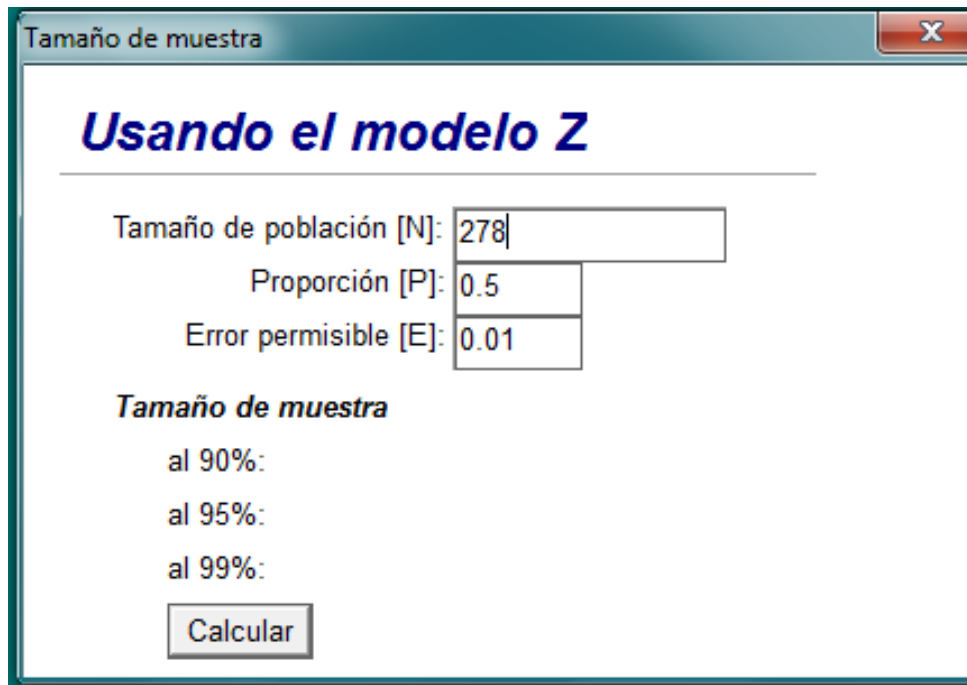 Tamaño de muestra
Usando el modelo Z
Tamaño de población [N]: 278
Proporción [P]: 0.5
Error permisible [E]: 0.01
Tamaño de muestra
al 90%:
al 95%:
al 99%:
Calcular